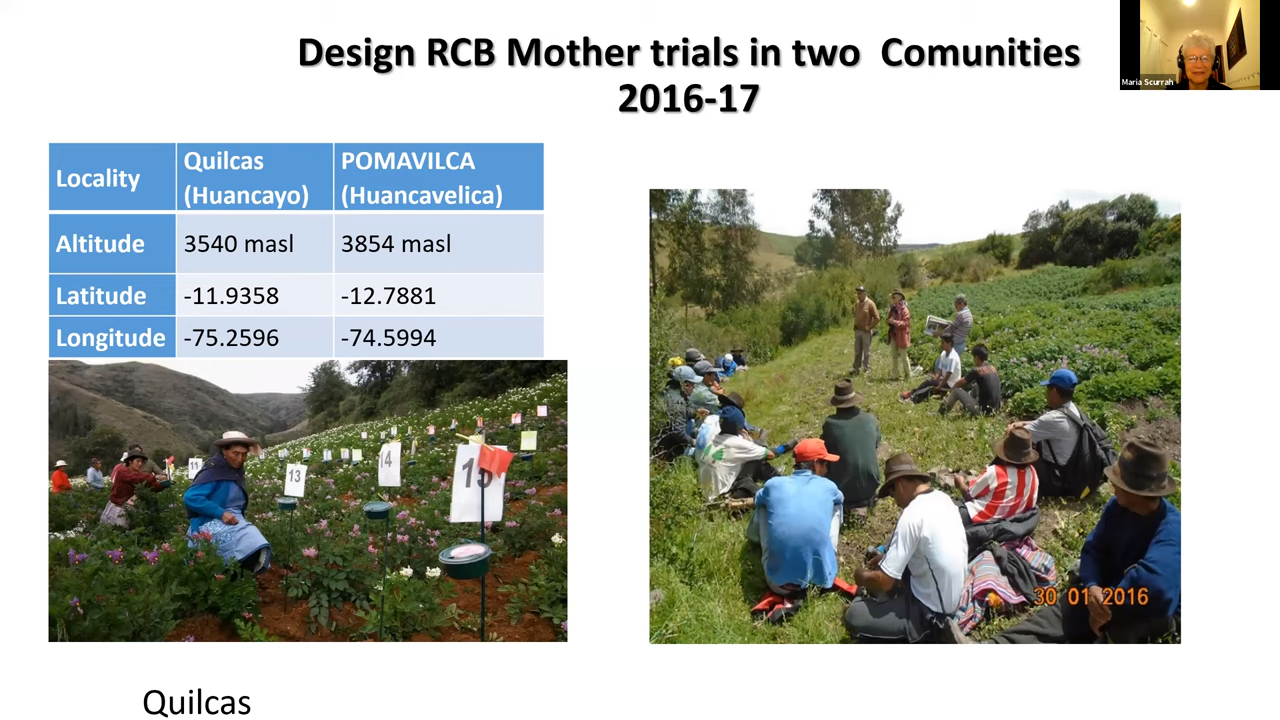 Design RCB Mother trials in two Comunities
2016-17
Maria Scurrah
Locality
Quilcas
(Huancayo)
POMAVILCA
(Huancavelica)
Altitude
3540 masl
3854 masl
Latitude
-11.9358
-12.7881
Longitude
-75.2596
-74.5994
11
13
14
15
30 01 2016
Quilcas